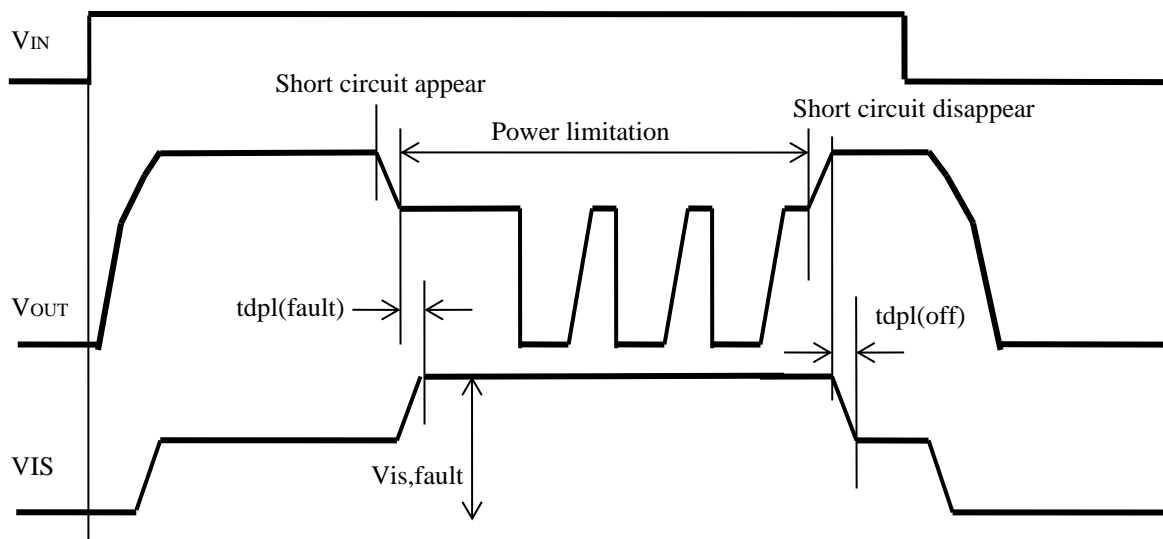 VIN
Short circuit appear
Short circuit disappear
Power limitation
VOUT
tdpl(fault)
tdpl(off)
VIS
Vis,fault